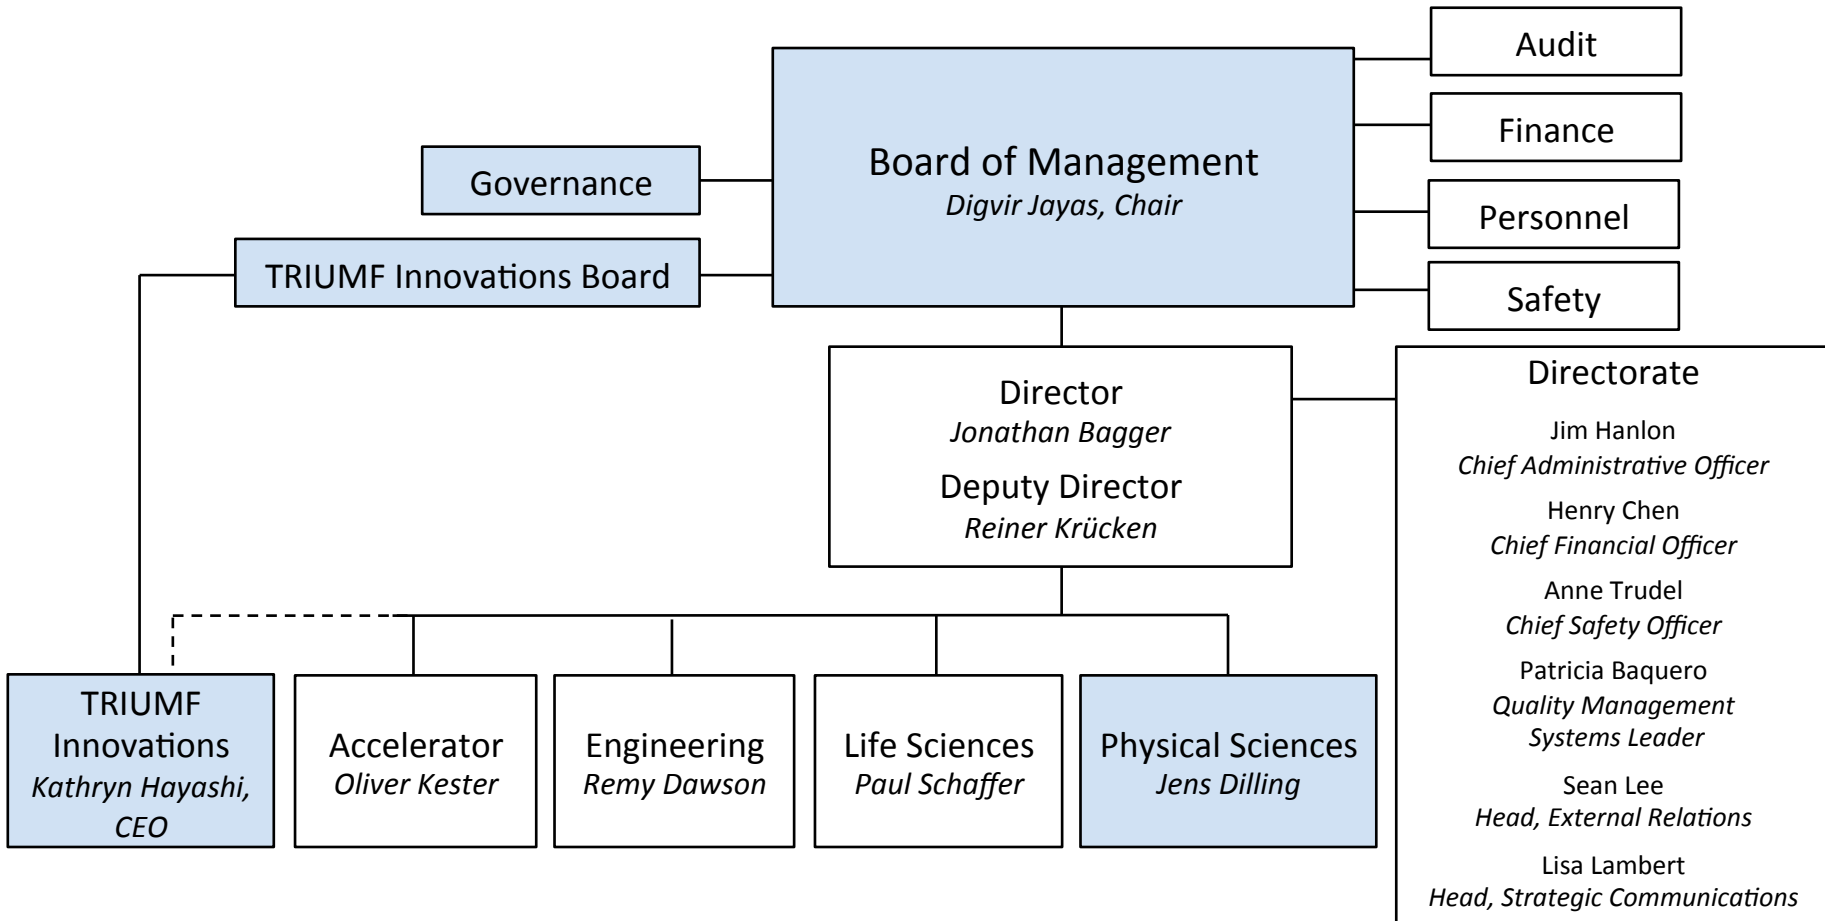 Audit
Finance
Personnel
Safety
Board of Management
Digvir Jayas, Chair
Governance
TRIUMF Innovations Board
Director
Jonathan Bagger
Deputy Director
Reiner Krücken
Directorate
Jim Hanlon
Chief Administrative Officer
Henry Chen
Chief Financial Officer
Anne Trudel
Chief Safety Officer
Patricia Baquero
Quality Management
Systems Leader
Sean Lee
Head, External Relations
Lisa Lambert
Head, Strategic Communications
TRIUMF
Innovations
Kathryn Hayashi,
CEO
Accelerator
Oliver Kester
Engineering
Remy Dawson
Life Sciences
Paul Schaffer
Physical Sciences
Jens Dilling